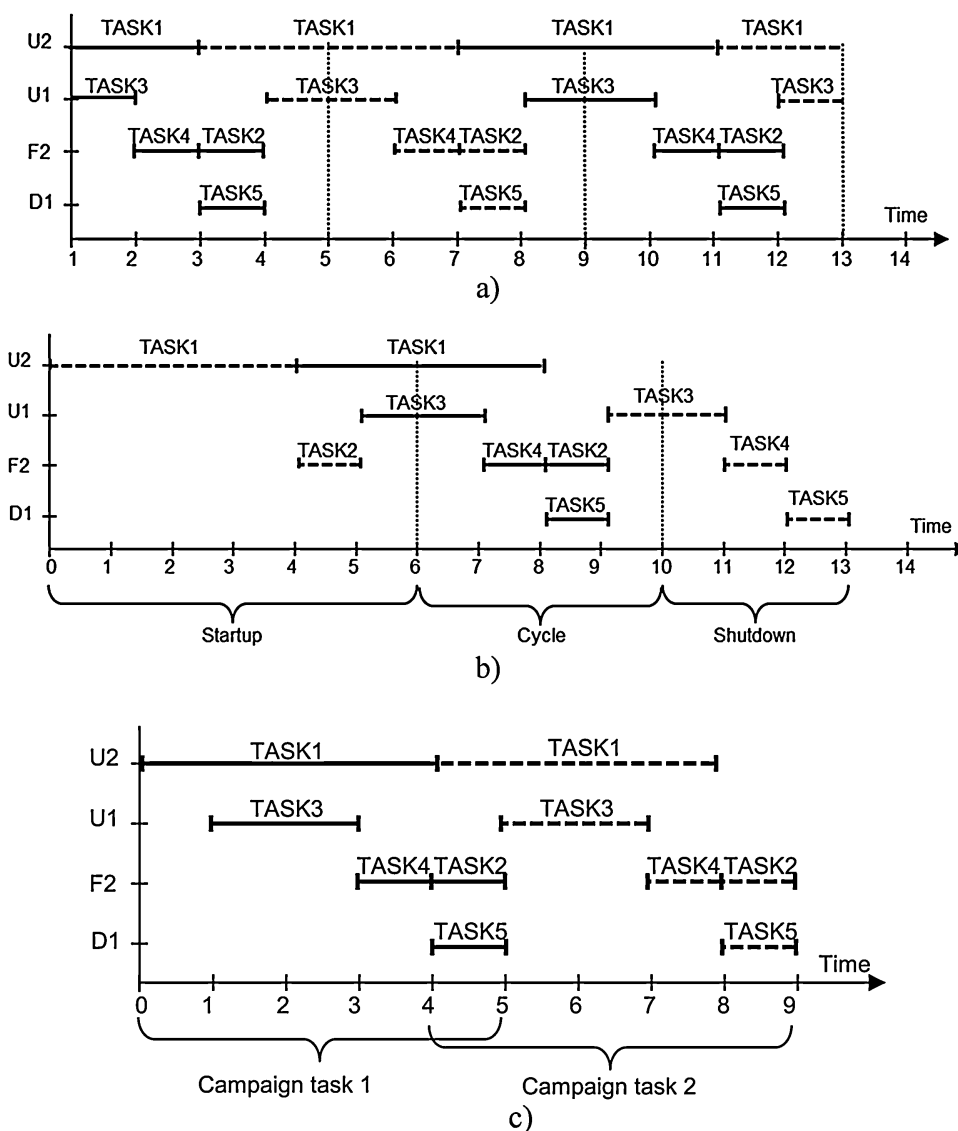 U2 TASK1 TASK1 TASK1 TASK1
U1 TASK3 TASK3 TASK3 TASK3
F2 TASK4 TASK2 TASK4 TASK2 TASK4 TASK2
D1 TASK5 TASK5 TASK5
Time
1 2 3 4 5 6 7 8 9 10 11 12 13 14
a)
U2 TASK1 TASK1
U1 TASK3 TASK3
F2 TASK2 TASK4 TASK2 TASK4
D1 TASK5 TASK5
Time
0 1 2 3 4 5 6 7 8 9 10 11 12 13 14
Startup Cycle Shutdown
b)
U2 TASK1 TASK1
U1 TASK3 TASK3
F2 TASK4 TASK2 TASK4 TASK2
D1 TASK5 TASK5
Time
0 1 2 3 4 5 6 7 8 9
Campaign task 1 Campaign task 2
c)